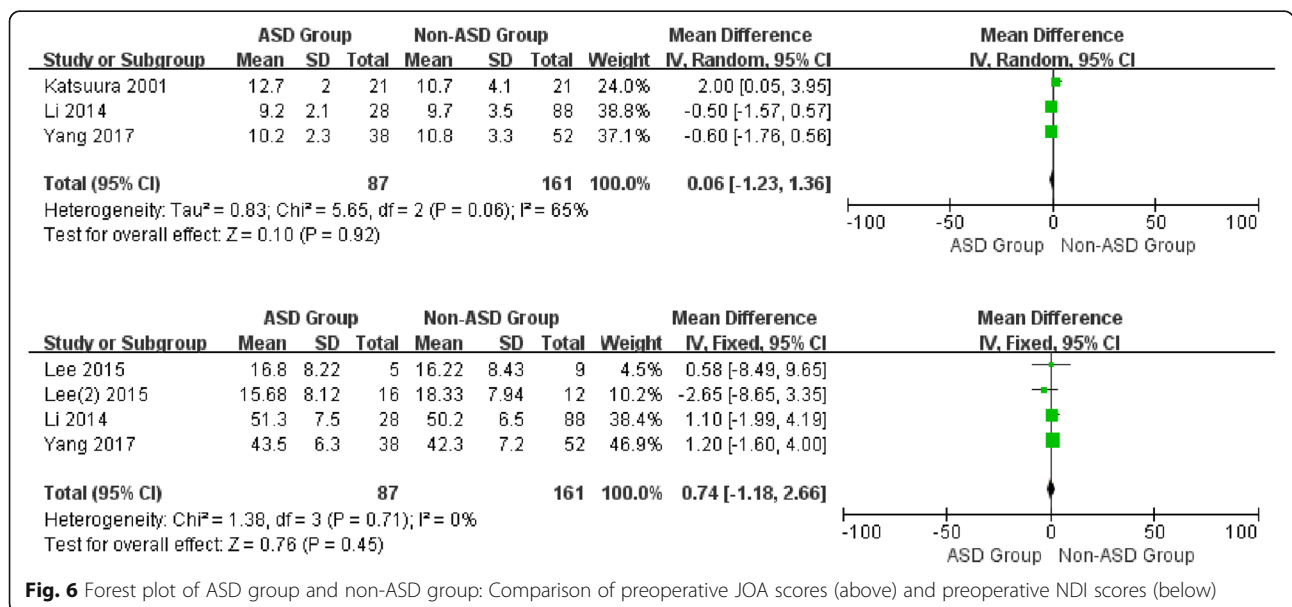 ASD Group Non-ASD Group Mean Difference Mean Difference
Study or Subgroup Mean SD Total Mean SD Total Weight IV, Random, 95% CI IV, Random, 95% CI
Katsuura 2001 12.7 2 21 10.7 4.1 21 24.0% 2.00 [0.05, 3.95]
Li 2014 9.2 2.1 28 9.7 3.5 88 38.8% -0.50 [-1.57, 0.57]
Yang 2017 10.2 2.3 38 10.8 3.3 52 37.1% -0.60 [-1.76, 0.56]
Total (95% CI) 87 161 100.0% 0.06 [-1.23, 1.36]
Heterogeneity: Tau² = 0.83; Chi² = 5.65, df = 2 (P = 0.06); I² = 65%
Test for overall effect: Z = 0.10 (P = 0.92)
-100 -50 0 50 100
ASD Group Non-ASD Group
ASD Group Non-ASD Group Mean Difference Mean Difference
Study or Subgroup Mean SD Total Mean SD Total Weight IV, Fixed, 95% CI IV, Fixed, 95% CI
Lee 2015 16.8 8.22 5 16.22 8.43 9 4.5% 0.58 [-8.49, 9.65]
Lee(2) 2015 15.68 8.12 16 18.33 7.94 12 10.2% -2.65 [-8.65, 3.35]
Li 2014 51.3 7.5 28 50.2 6.5 88 38.4% 1.10 [-1.99, 4.19]
Yang 2017 43.5 6.3 38 42.3 7.2 52 46.9% 1.20 [-1.60, 4.00]
Total (95% CI) 87 161 100.0% 0.74 [-1.18, 2.66]
Heterogeneity: Chi² = 1.38, df = 3 (P = 0.71); I² = 0%
Test for overall effect: Z = 0.76 (P = 0.45)
-100 -50 0 50 100
ASD Group Non-ASD Group
Fig. 6 Forest plot of ASD group and non-ASD group: Comparison of preoperative JOA scores (above) and preoperative NDI scores (below)